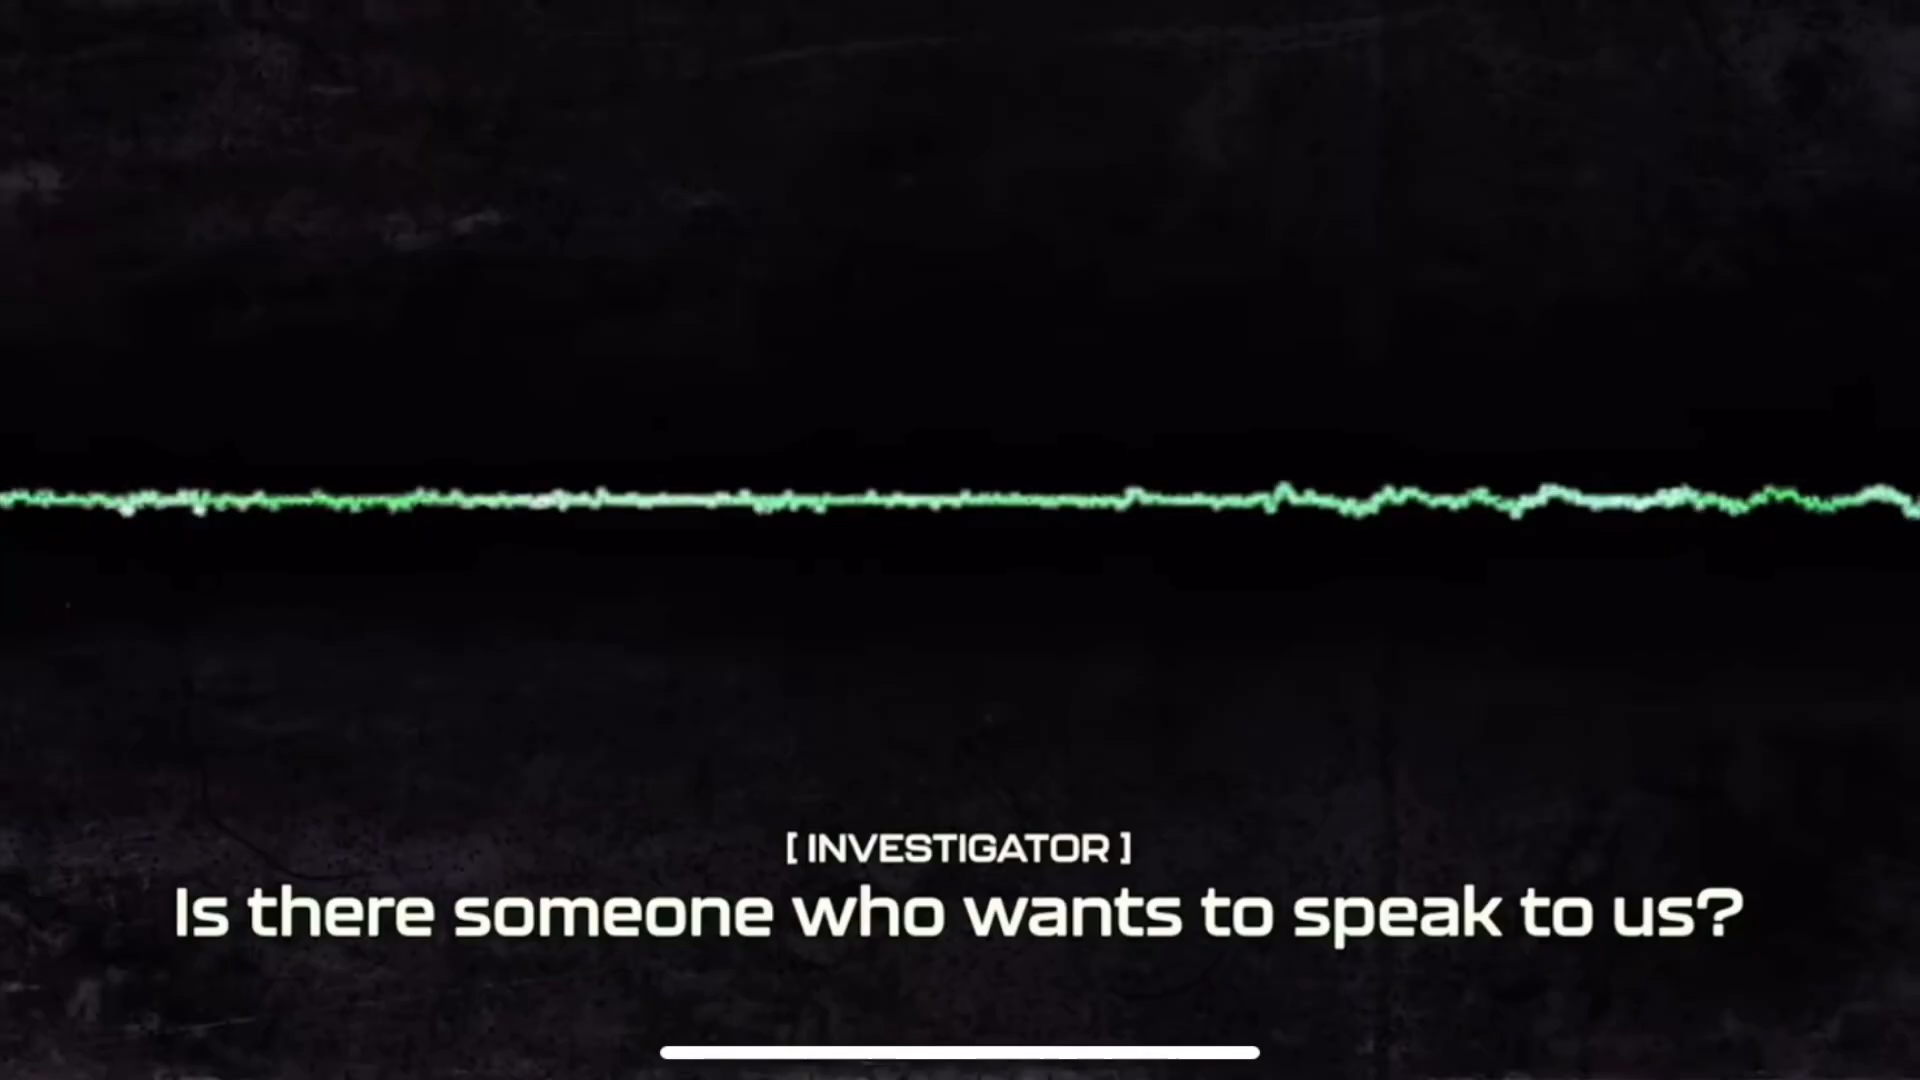 [ INVESTIGATOR ]
Is there someone who wants to speak to us?